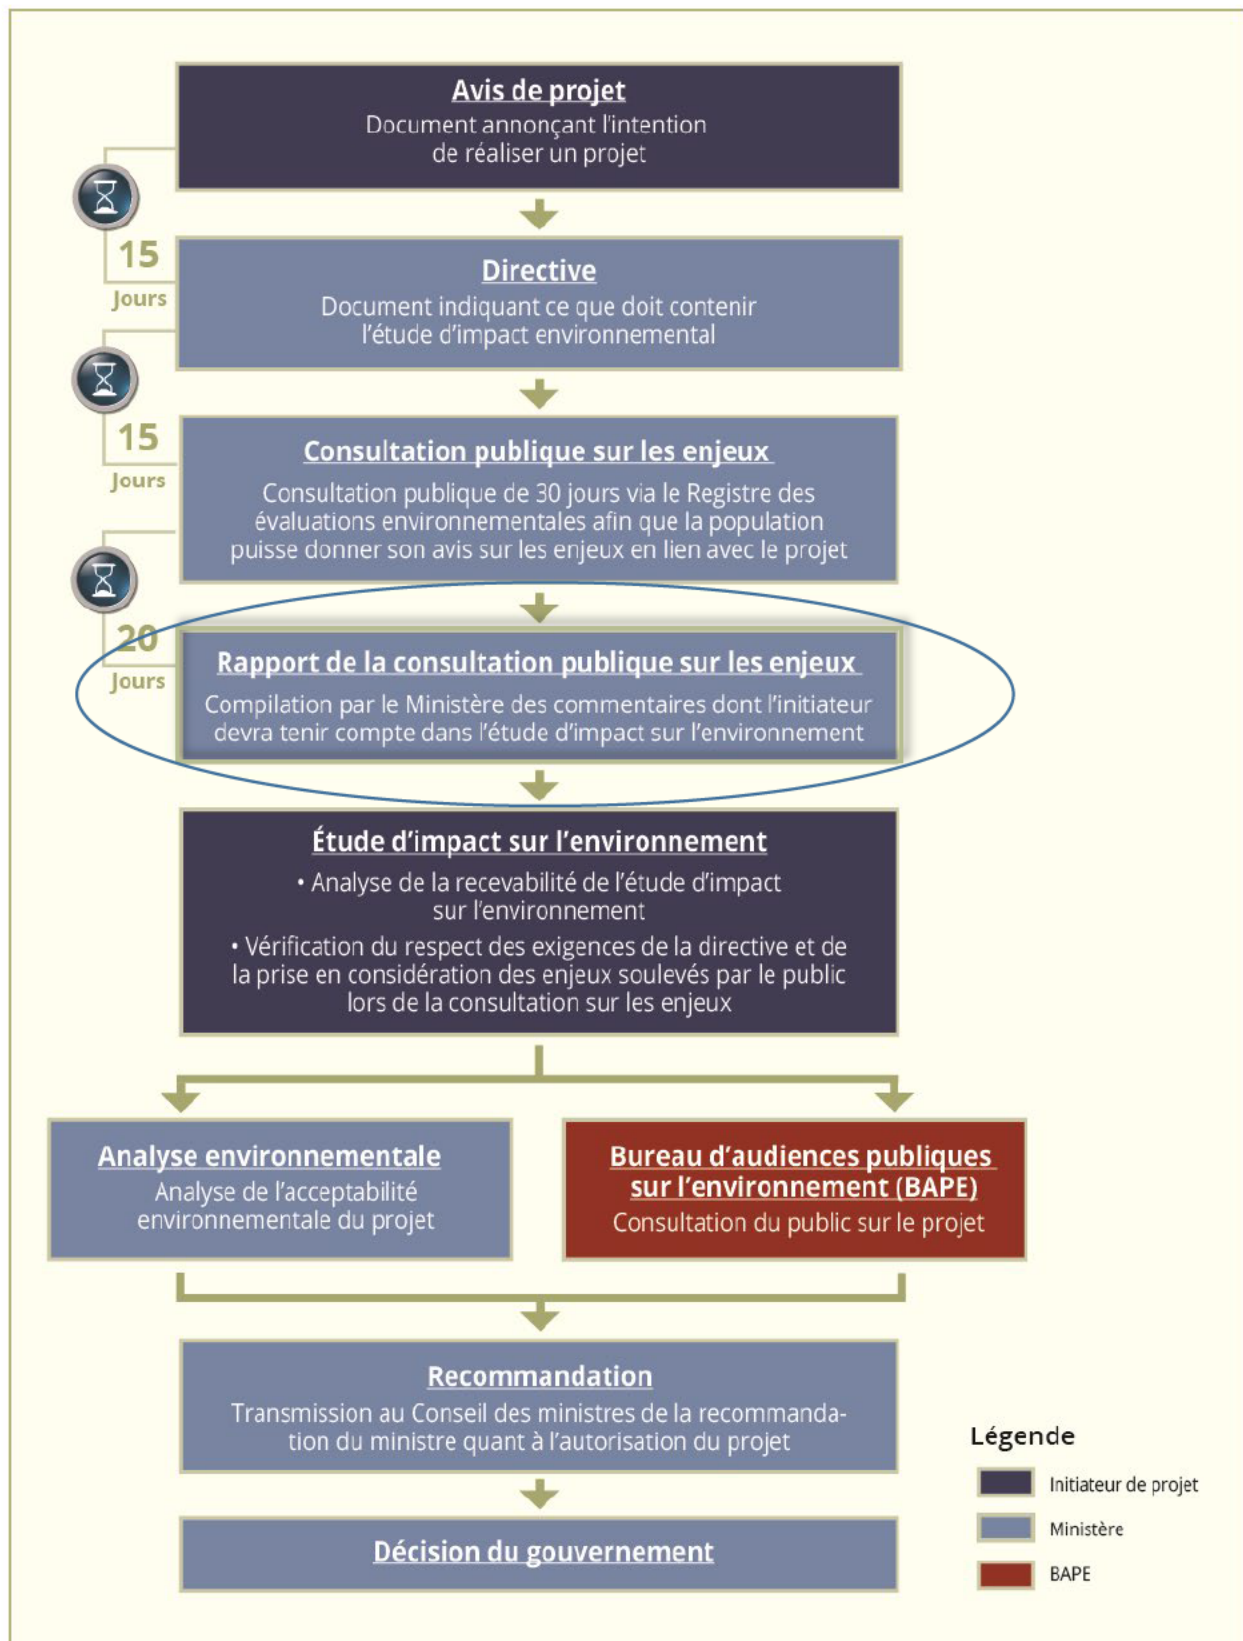 Avis de projet
Document annonçant l'intention
de réaliser un projet
15
Jours
Directive
Document indiquant ce que doit contenir
l'étude d'impact environnemental
15
Jours
Consultation publique sur les enjeux
Consultation publique de 30 jours via le Registre des
évaluations environnementales afin que la population
puisse donner son avis sur les enjeux en lien avec le projet
20
Jours
Rapport de la consultation publique sur les enjeux
Compilation par le Ministère des commentaires dont l'initiateur
devra tenir compte dans l'étude d'impact sur l'environnement
Étude d'impact sur l'environnement
• Analyse de la recevabilité de l'étude d'impact
sur l'environnement
• Vérification du respect des exigences de la directive et de
la prise en considération des enjeux soulevés par le public
lors de la consultation sur les enjeux
Analyse environnementale
Analyse de l'acceptabilité
environnementale du projet
Bureau d'audiences publiques
sur l'environnement (BAPE)
Consultation du public sur le projet
Recommandation
Transmission au Conseil des ministres de la recommanda-
tion du ministre quant à l'autorisation du projet
Décision du gouvernement
Légende
Initiateur de projet
Ministère
BAPE